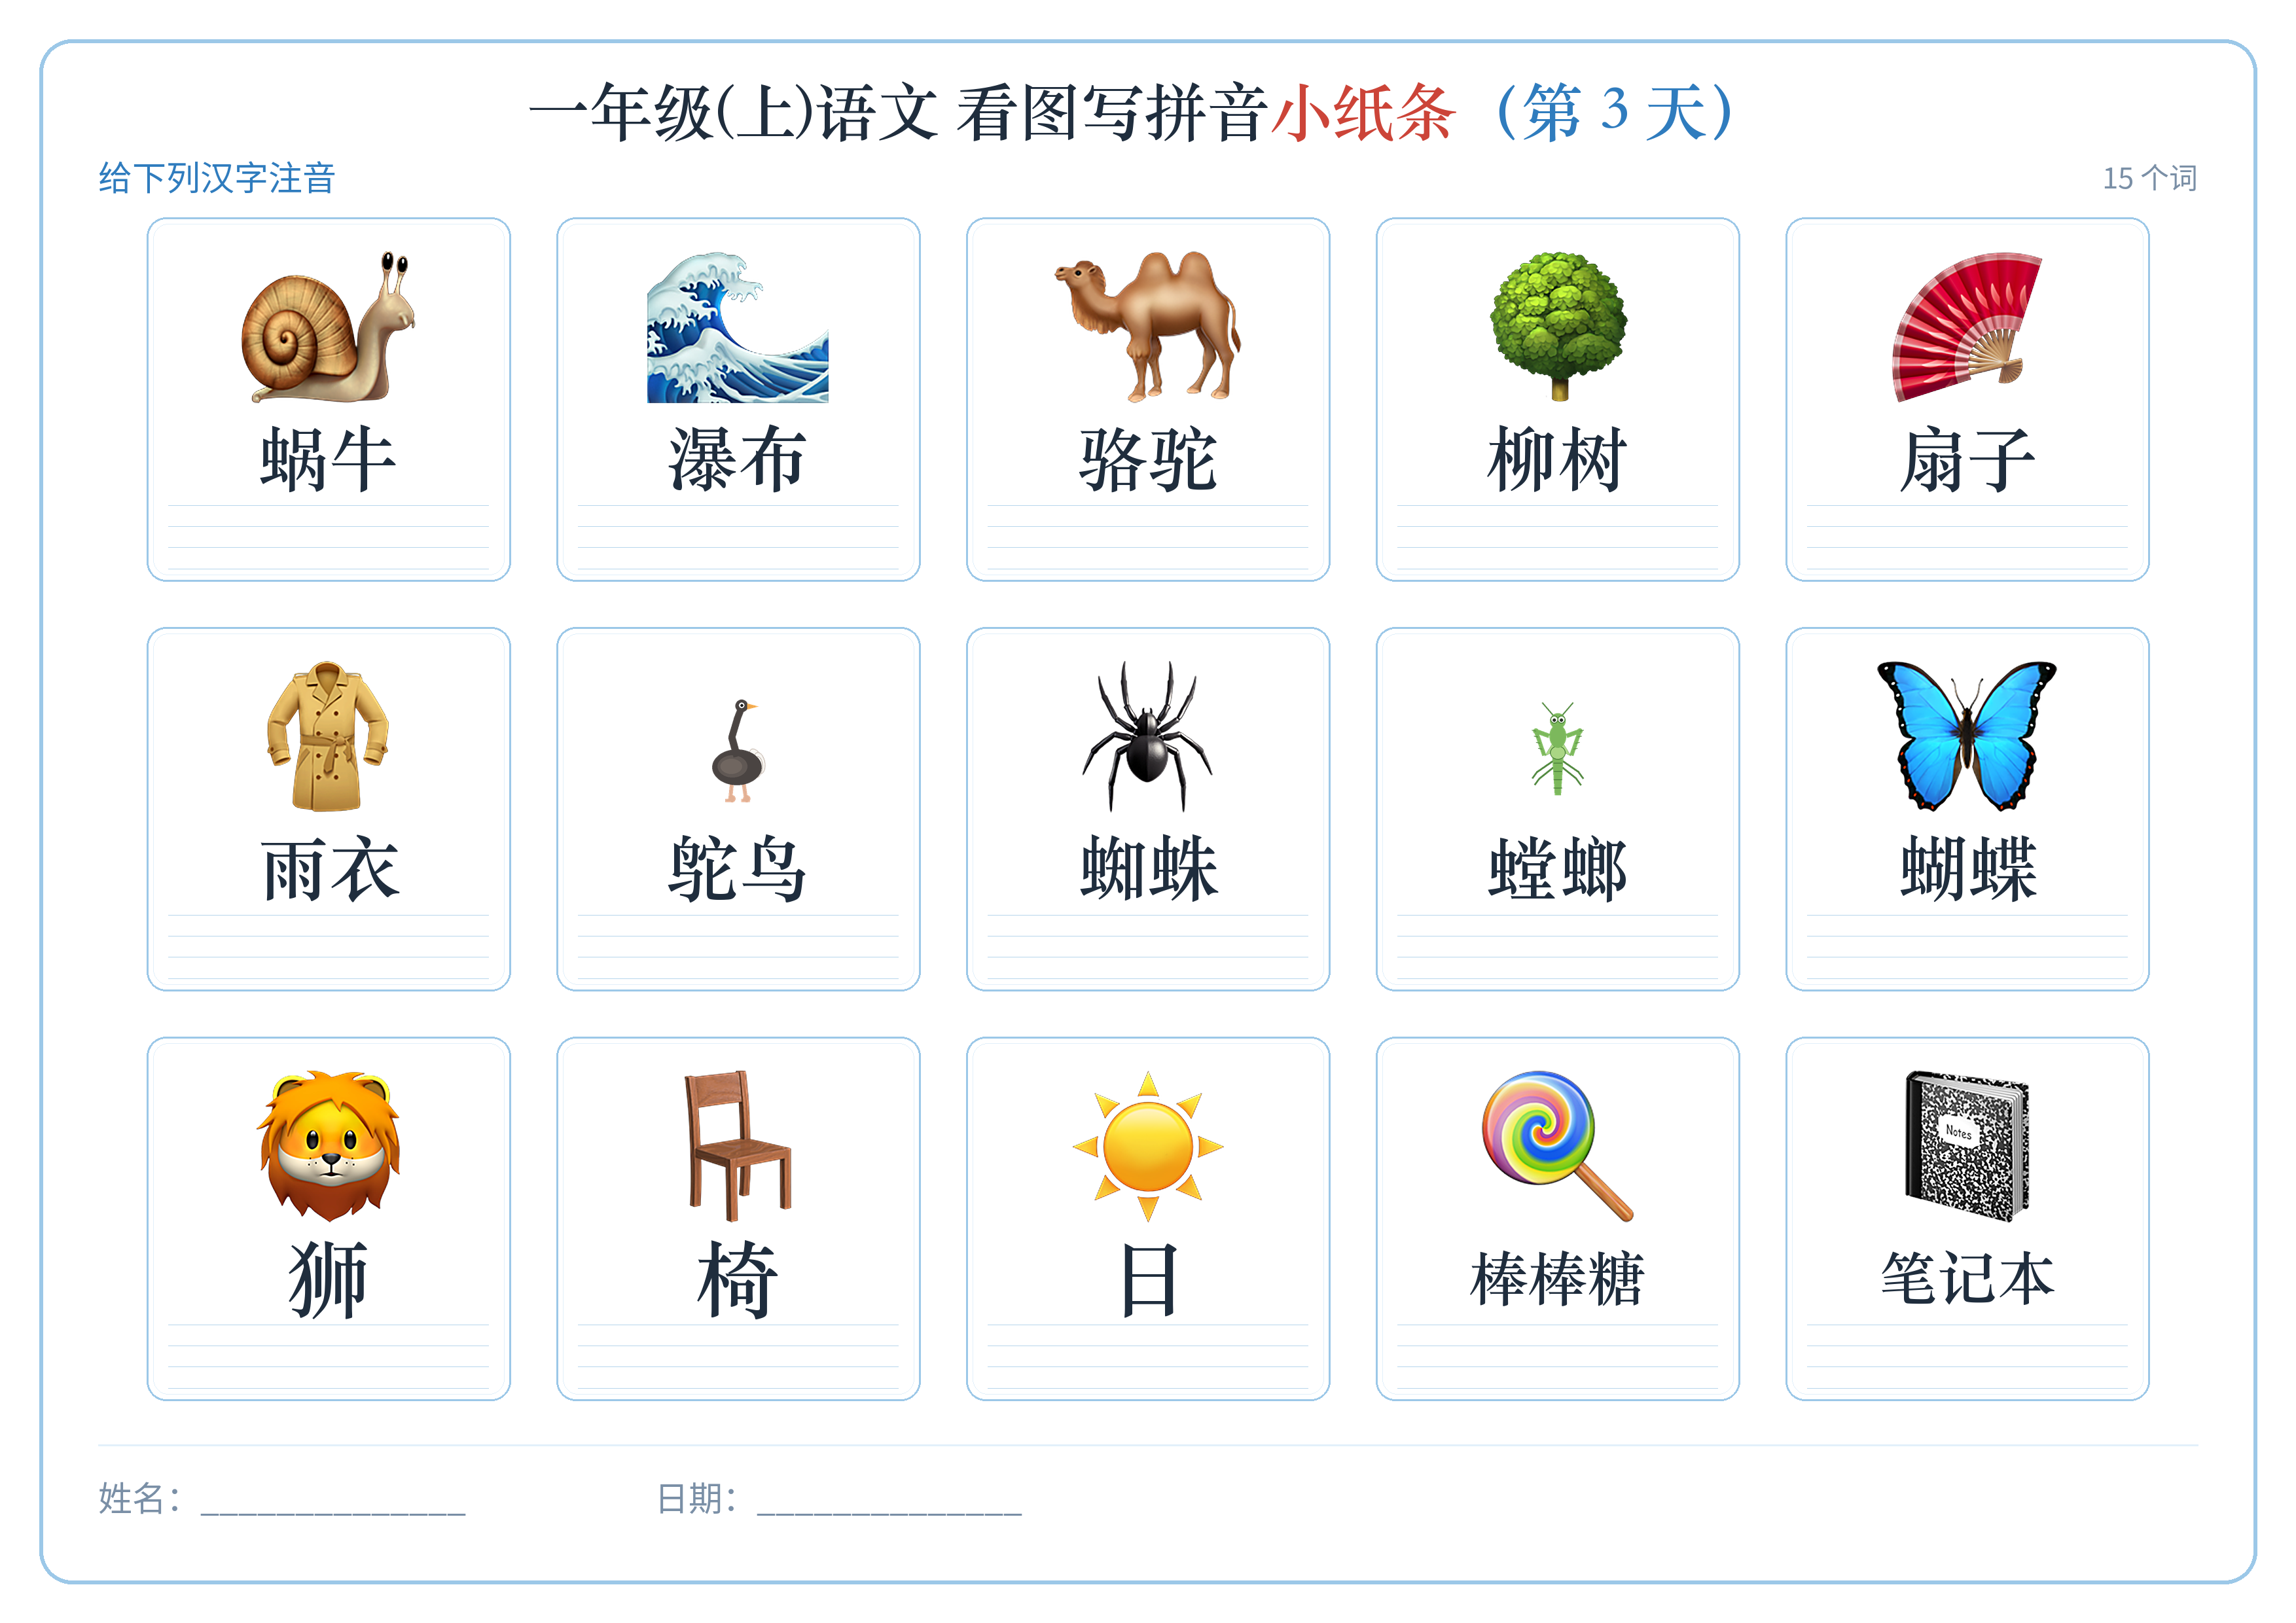 一年级(上)语文 看图写拼音小纸条（第 3 天）
给下列汉字注音
15 个词
蜗牛
瀑布
骆驼
柳树
扇子
雨衣
鸵鸟
蜘蛛
螳螂
蝴蝶
狮
椅
日
Notes
棒棒糖
笔记本
姓名：______________
日期：______________